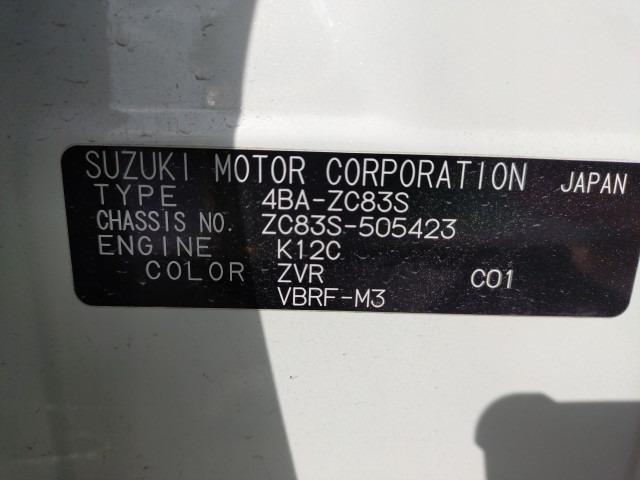 SUZUKI MOTOR CORPORATION JAPAN
TYPE 4BA-ZC83S
CHASSIS NO. ZC83S-505423
ENGINE K12C
COLOR ZVR C01
VBRF-M3